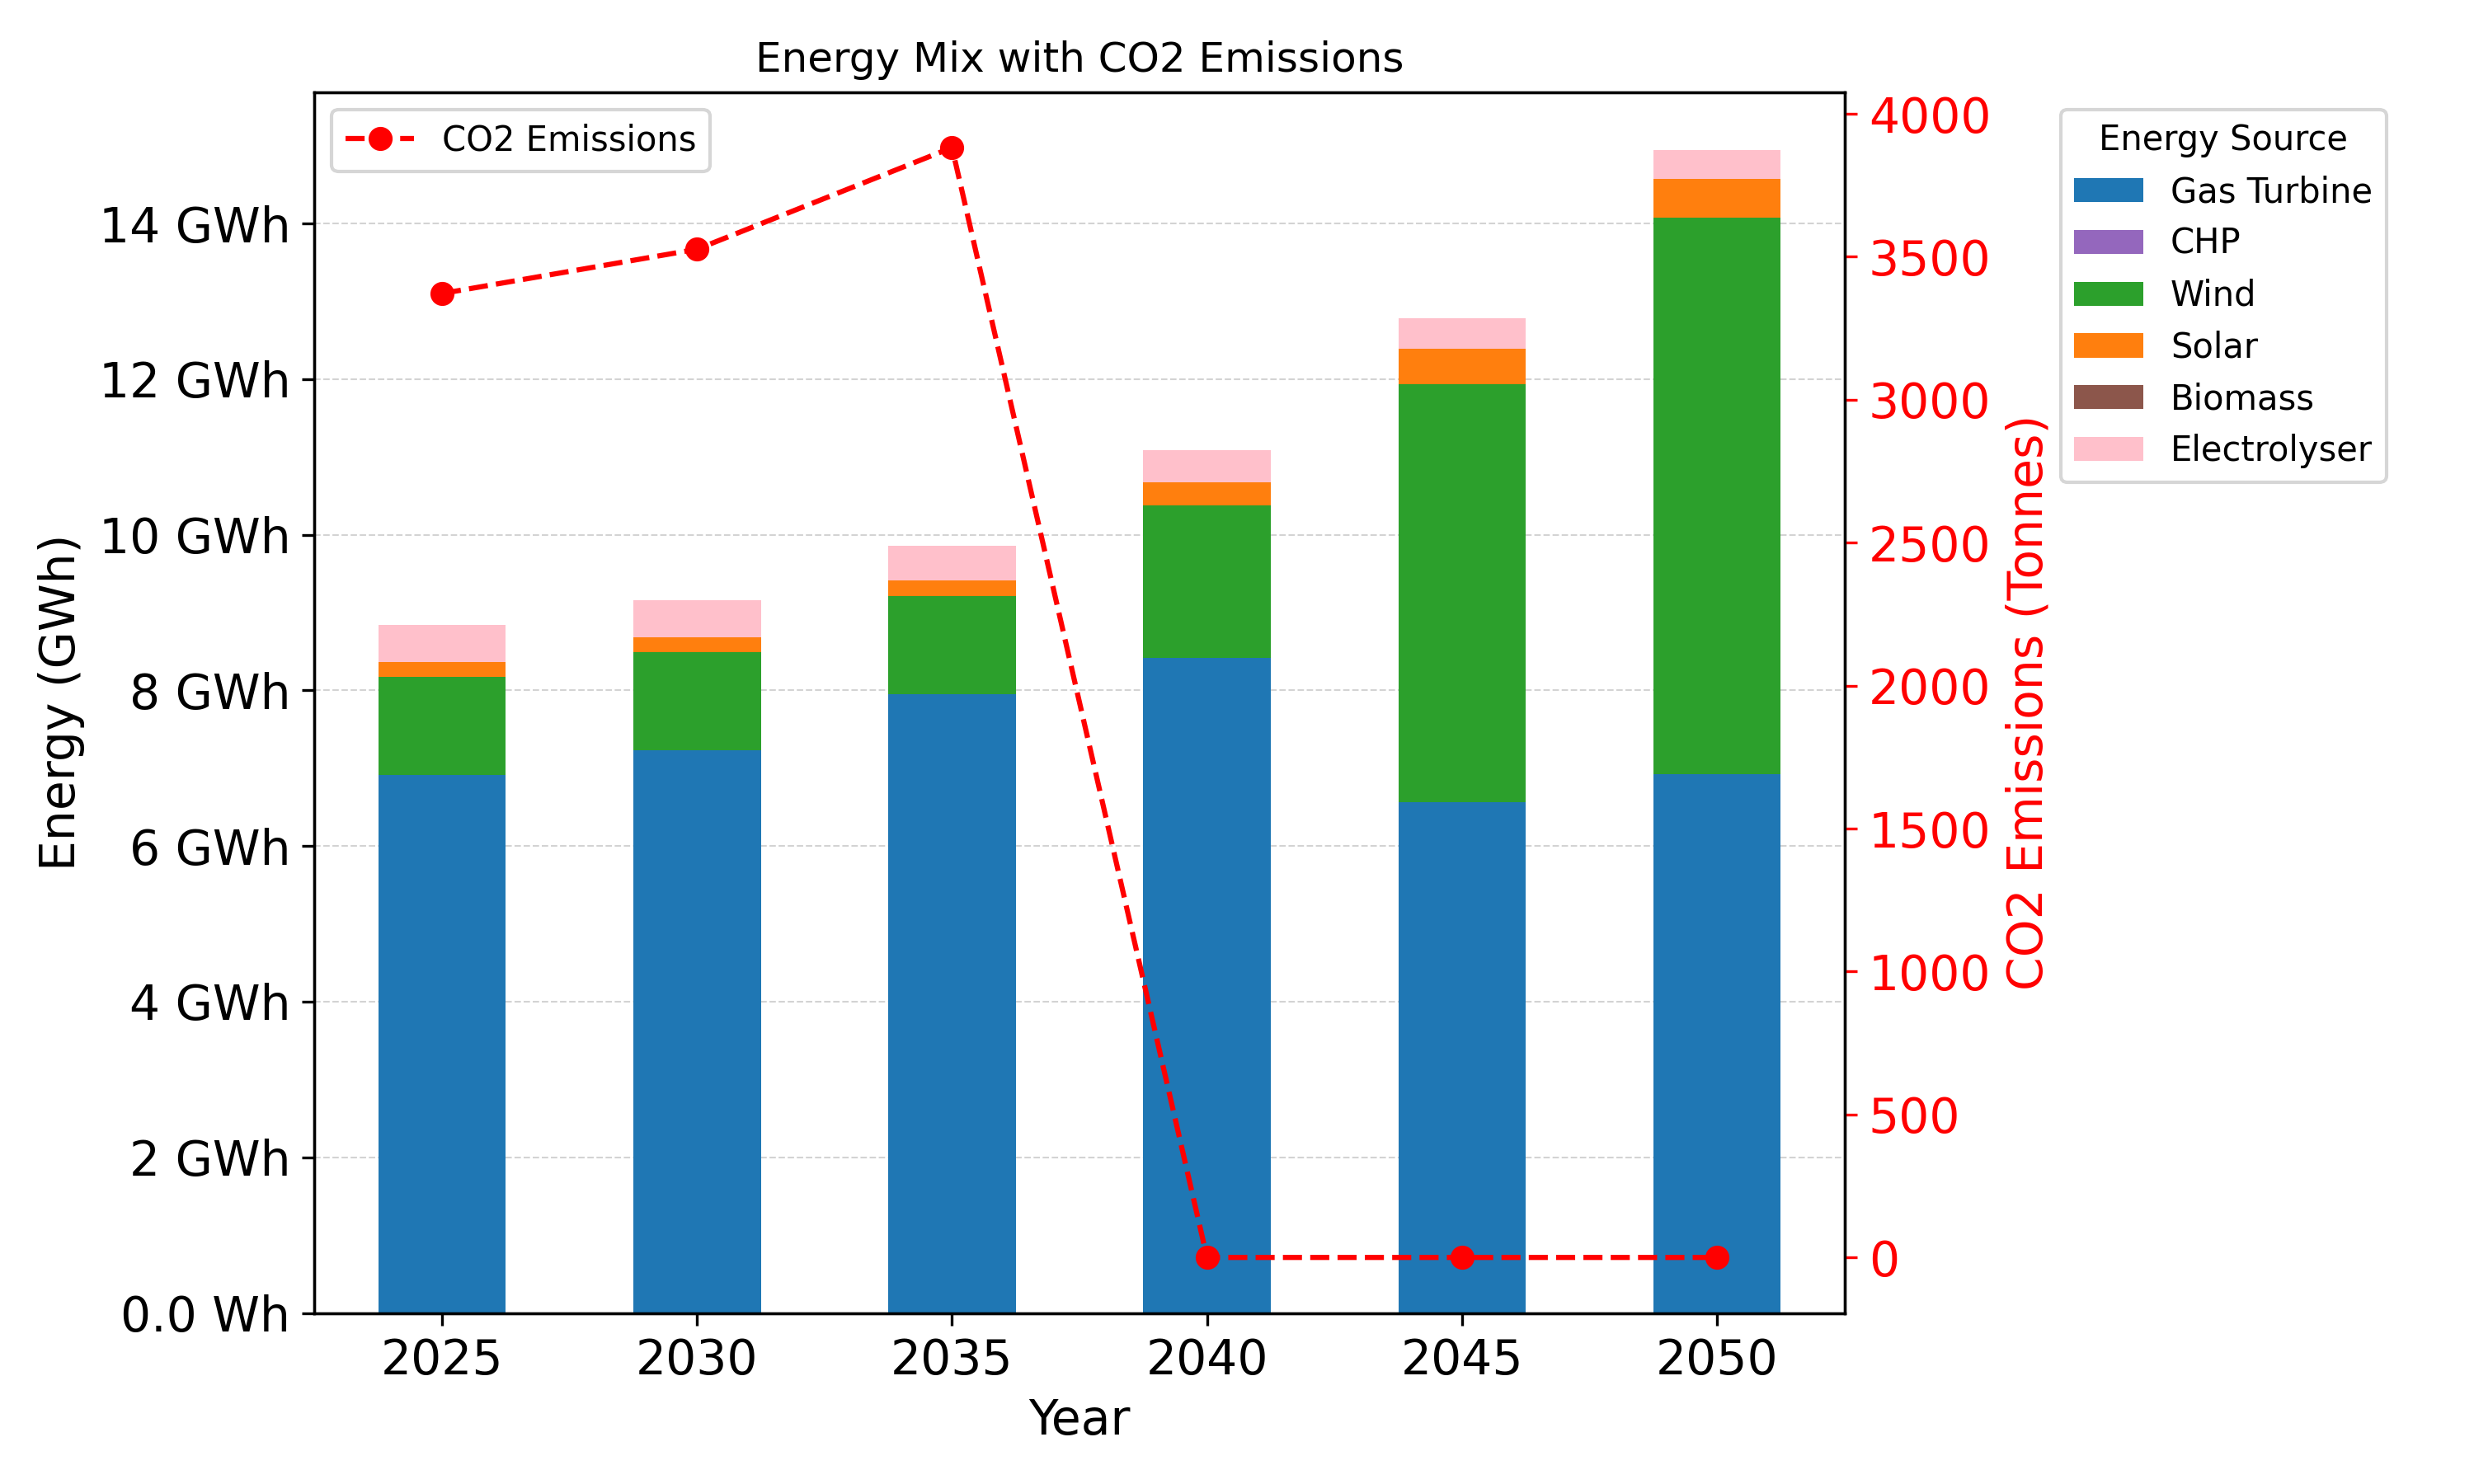 Energy Mix with CO2 Emissions
CO2 Emissions
Energy (GWh)
14 GWh
12 GWh
10 GWh
8 GWh
6 GWh
4 GWh
2 GWh
0.0 Wh
2025
2030
2035
2040
2045
2050
Year
4000
3500
3000
2500
2000
1500
1000
500
0
CO2 Emissions (Tonnes)
Energy Source
Gas Turbine
CHP
Wind
Solar
Biomass
Electrolyser